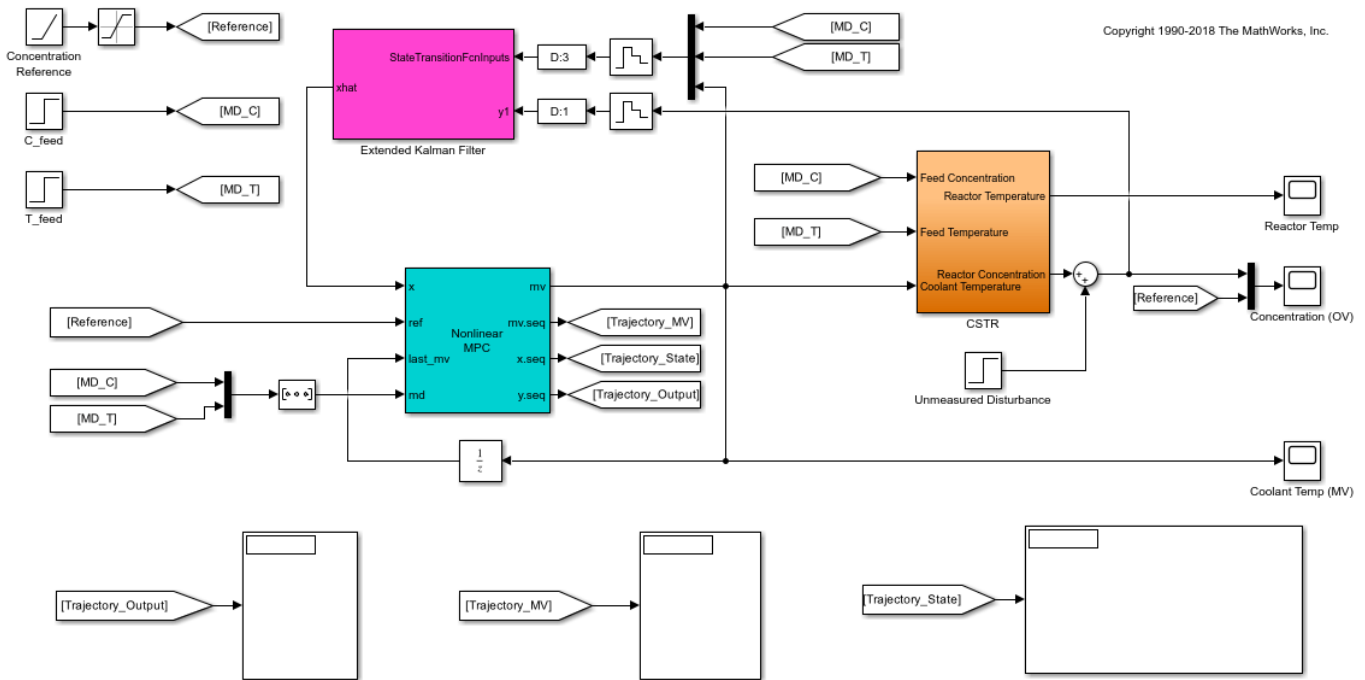 Concentration
Reference
[Reference]
C_feed
[MD_C]
T_feed
[MD_T]
StateTransitionFcnInputs
xhat
y1
Extended Kalman Filter
D:3
D:1
[MD_C]
[MD_T]
Copyright 1990-2018 The MathWorks, Inc.
[MD_C]
[MD_T]
Feed Concentration
Reactor Temperature
Feed Temperature
Reactor Concentration
Coolant Temperature
CSTR
+
+
Reactor Temp
[Reference]
Concentration (OV)
Unmeasured Disturbance
Coolant Temp (MV)
[Reference]
[MD_C]
[MD_T]
x
ref
last_mv
md
Nonlinear
MPC
mv
mv.seq
x.seq
y.seq
[Trajectory_MV]
[Trajectory_State]
[Trajectory_Output]
1
z
[Trajectory_Output]
[Trajectory_MV]
[Trajectory_State]